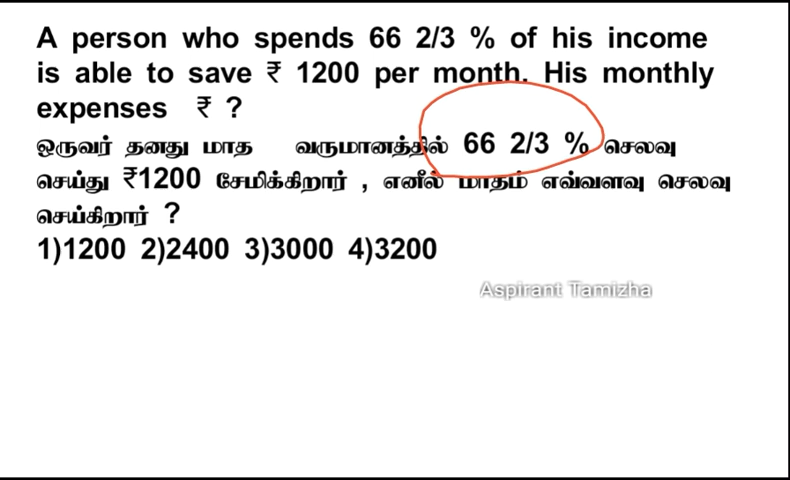 A person who spends 66 2/3 % of his income
is able to save ₹ 1200 per month. His monthly
expenses ₹ ?
ஒருவர் தனது மாத வருமானத்தில் 66 2/3 % செலவு
செய்து ₹1200 சேமிக்கிறார் , எனில் மாதம் எவ்வளவு செலவு
செய்கிறார் ?
1)1200 2)2400 3)3000 4)3200
Aspirant Tamizha